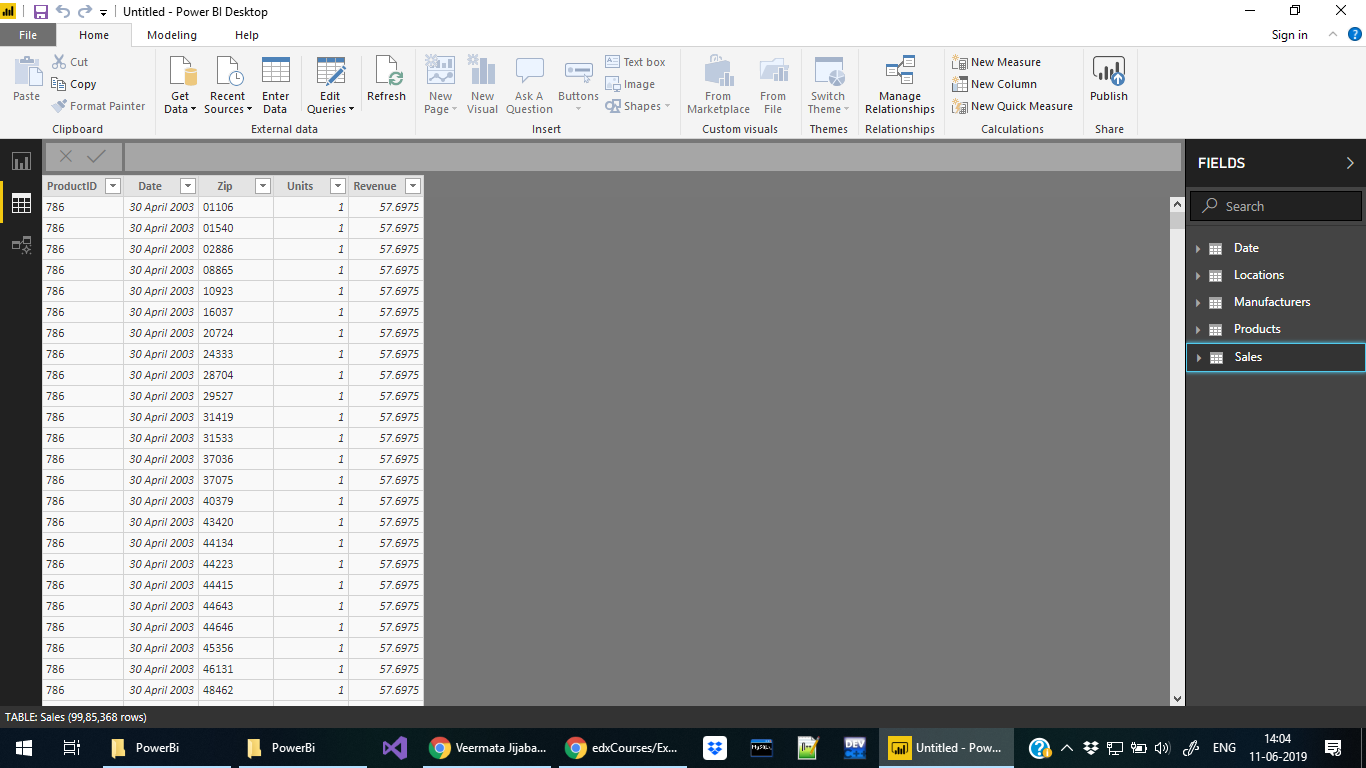 Untitled - Power BI Desktop
File Home Modeling Help Sign in
Paste Cut Copy Format Painter
Get Data Recent Sources Enter Data Edit Queries Refresh
New Page New Visual Ask A Question Buttons Text box Image Shapes
From Marketplace From File Switch Theme Manage Relationships
New Measure New Column New Quick Measure Publish
Clipboard External data Insert Custom visuals Themes Relationships Calculations Share
ProductID Date Zip Units Revenue
786 30 April 2003 01106 1 57.6975
786 30 April 2003 01540 1 57.6975
786 30 April 2003 02886 1 57.6975
786 30 April 2003 08865 1 57.6975
786 30 April 2003 10923 1 57.6975
786 30 April 2003 16037 1 57.6975
786 30 April 2003 20724 1 57.6975
786 30 April 2003 24333 1 57.6975
786 30 April 2003 28704 1 57.6975
786 30 April 2003 29527 1 57.6975
786 30 April 2003 31419 1 57.6975
786 30 April 2003 31533 1 57.6975
786 30 April 2003 37036 1 57.6975
786 30 April 2003 37075 1 57.6975
786 30 April 2003 40379 1 57.6975
786 30 April 2003 43420 1 57.6975
786 30 April 2003 44134 1 57.6975
786 30 April 2003 44223 1 57.6975
786 30 April 2003 44415 1 57.6975
786 30 April 2003 44643 1 57.6975
786 30 April 2003 44646 1 57.6975
786 30 April 2003 45356 1 57.6975
786 30 April 2003 46131 1 57.6975
786 30 April 2003 48462 1 57.6975
FIELDS
Search
Date
Locations
Manufacturers
Products
Sales
TABLE: Sales (99,85,368 rows)
PowerBi PowerBi Veermata Jijaba... edxCourses/Ex... MySQL DEV Untitled - Pow... ENG 14:04
11-06-2019